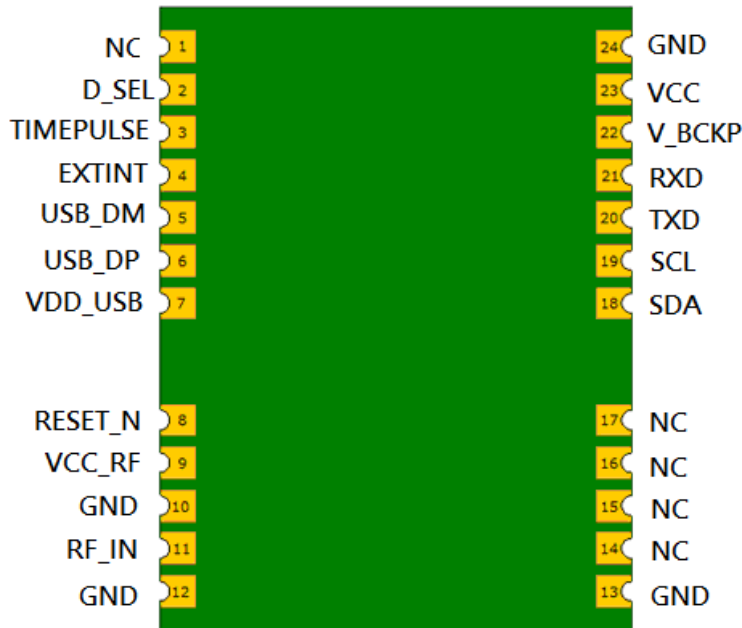 NC 1 24 GND
D_SEL 2 23 VCC
TIMEPULSE 3 22 V_BCKP
EXTINT 4 21 RXD
USB_DM 5 20 TXD
USB_DP 6 19 SCL
VDD_USB 7 18 SDA
RESET_N 8 17 NC
VCC_RF 9 16 NC
GND 10 15 NC
RF_IN 11 14 NC
GND 12 13 GND